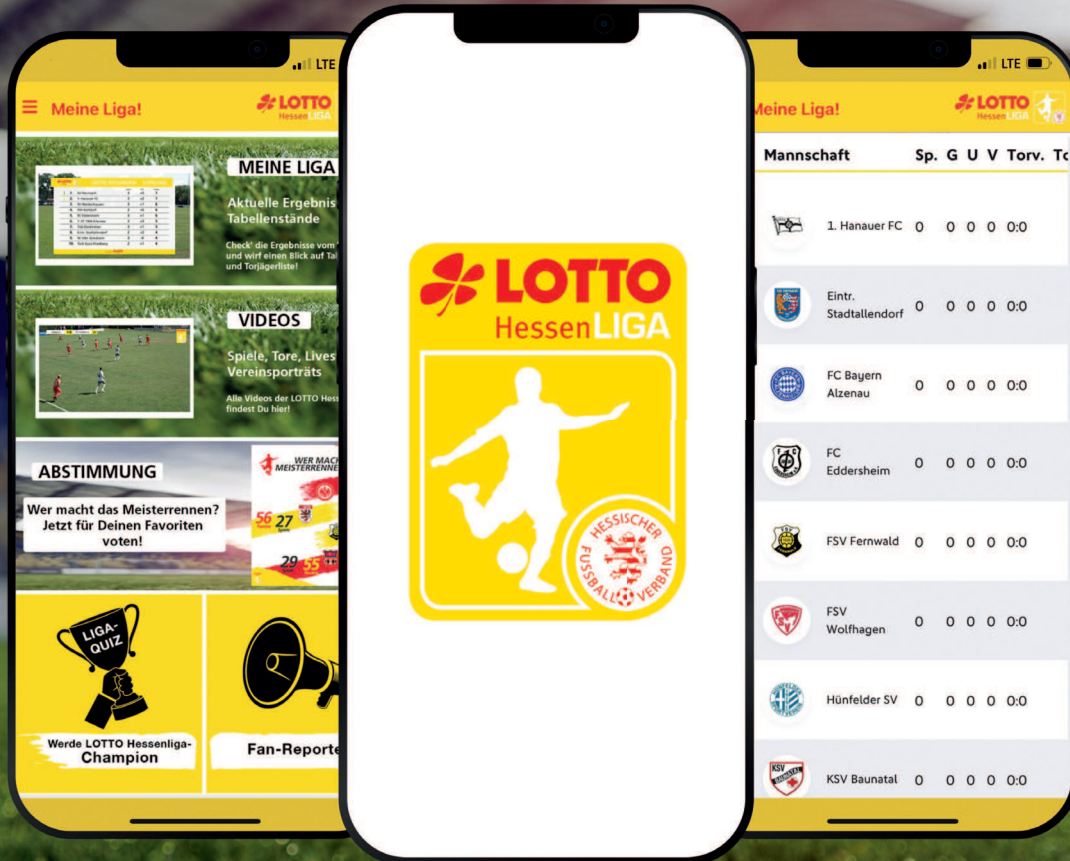 LTE
Meine Liga!
LOTTO
HessenLIGA
MEINE LIGA
Aktuelle Ergebnis
Tabellenstände
Check' die Ergebnisse vom
und wirf einen Blick auf Ta
und Torjägerliste!
VIDEOS
Spiele, Tore, Lives
Vereinsporträts
Alle Videos der LOTTO Hess
findest Du hier!
ABSTIMMUNG
Wer macht das Meisterrennen?
Jetzt für Deinen Favoriten
voten!
WER MACH
MEISTERRENNE
56 27
29 55
LIGA-
QUIZ
Werde LOTTO Hessenliga-
Champion
Fan-Reporte
LOTTO
HessenLIGA
HESSISCHER
FUSSBALL VERBAND
LTE
Meine Liga!
LOTTO
HessenLIGA
Mannschaft Sp. G U V Torv. To
1. Hanauer FC 0 0 0 0 0:0
Eintr.
Stadtallendorf 0 0 0 0 0:0
FC Bayern
Alzenau 0 0 0 0 0:0
FC
Eddersheim 0 0 0 0 0:0
FSV Fernwald 0 0 0 0 0:0
FSV
Wolfhagen 0 0 0 0 0:0
Hünfelder SV 0 0 0 0 0:0
KSV
BAUNATAL
KSV Baunatal 0 0 0 0 0:0